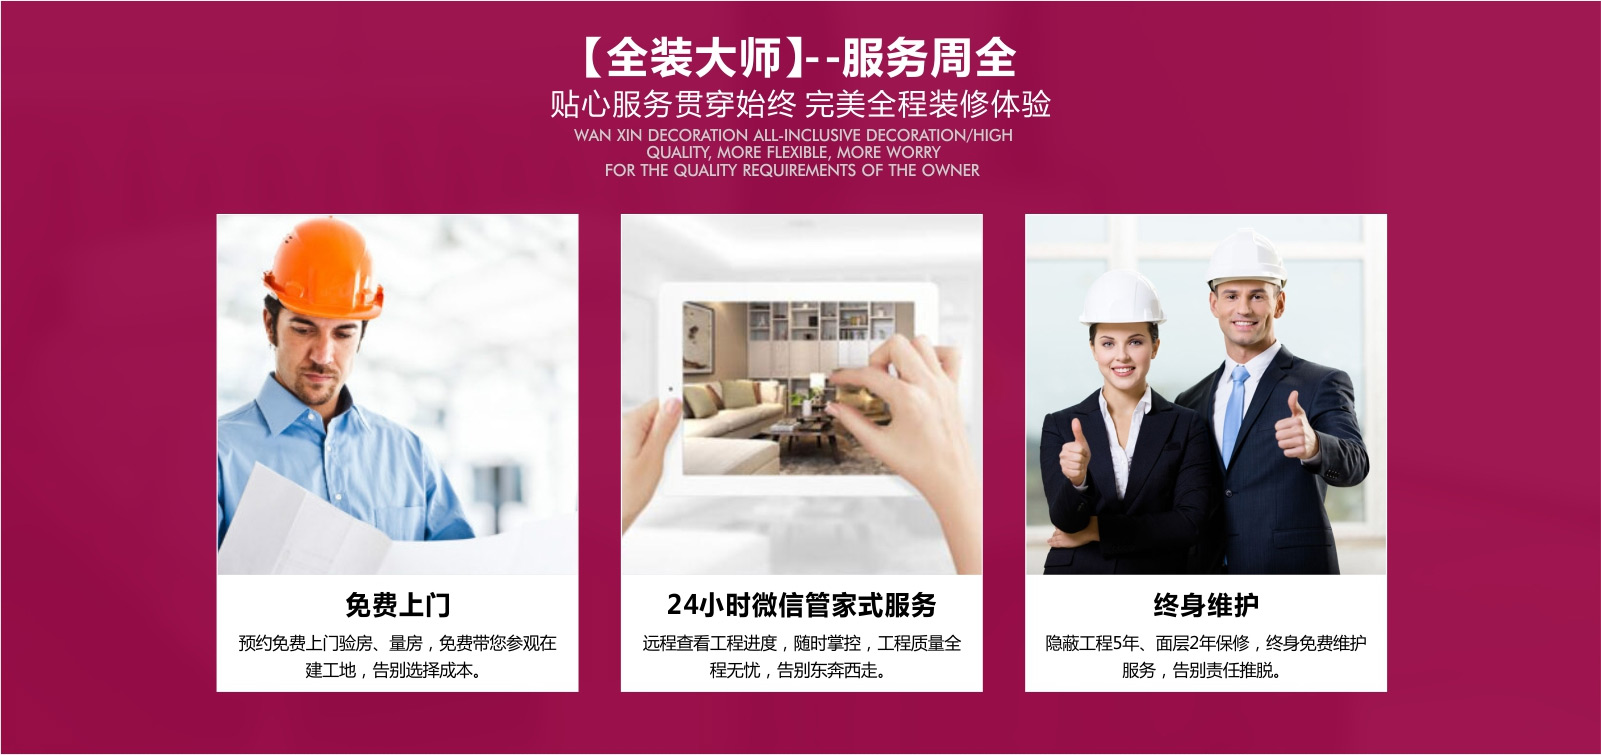 【全装大师】--服务周全
贴心服务贯穿始终 完美全程装修体验
WAN XIN DECORATION ALL-INCLUSIVE DECORATION/HIGH
QUALITY, MORE FLEXIBLE, MORE WORRY
FOR THE QUALITY REQUIREMENTS OF THE OWNER
免费上门
预约免费上门验房、量房，免费带您参观在
建工地，告别选择成本。
24小时微信管家式服务
远程查看工程进度，随时掌控，工程质量全
程无忧，告别东奔西走。
终身维护
隐蔽工程5年、面层2年保修，终身免费维护
服务，告别责任推脱。